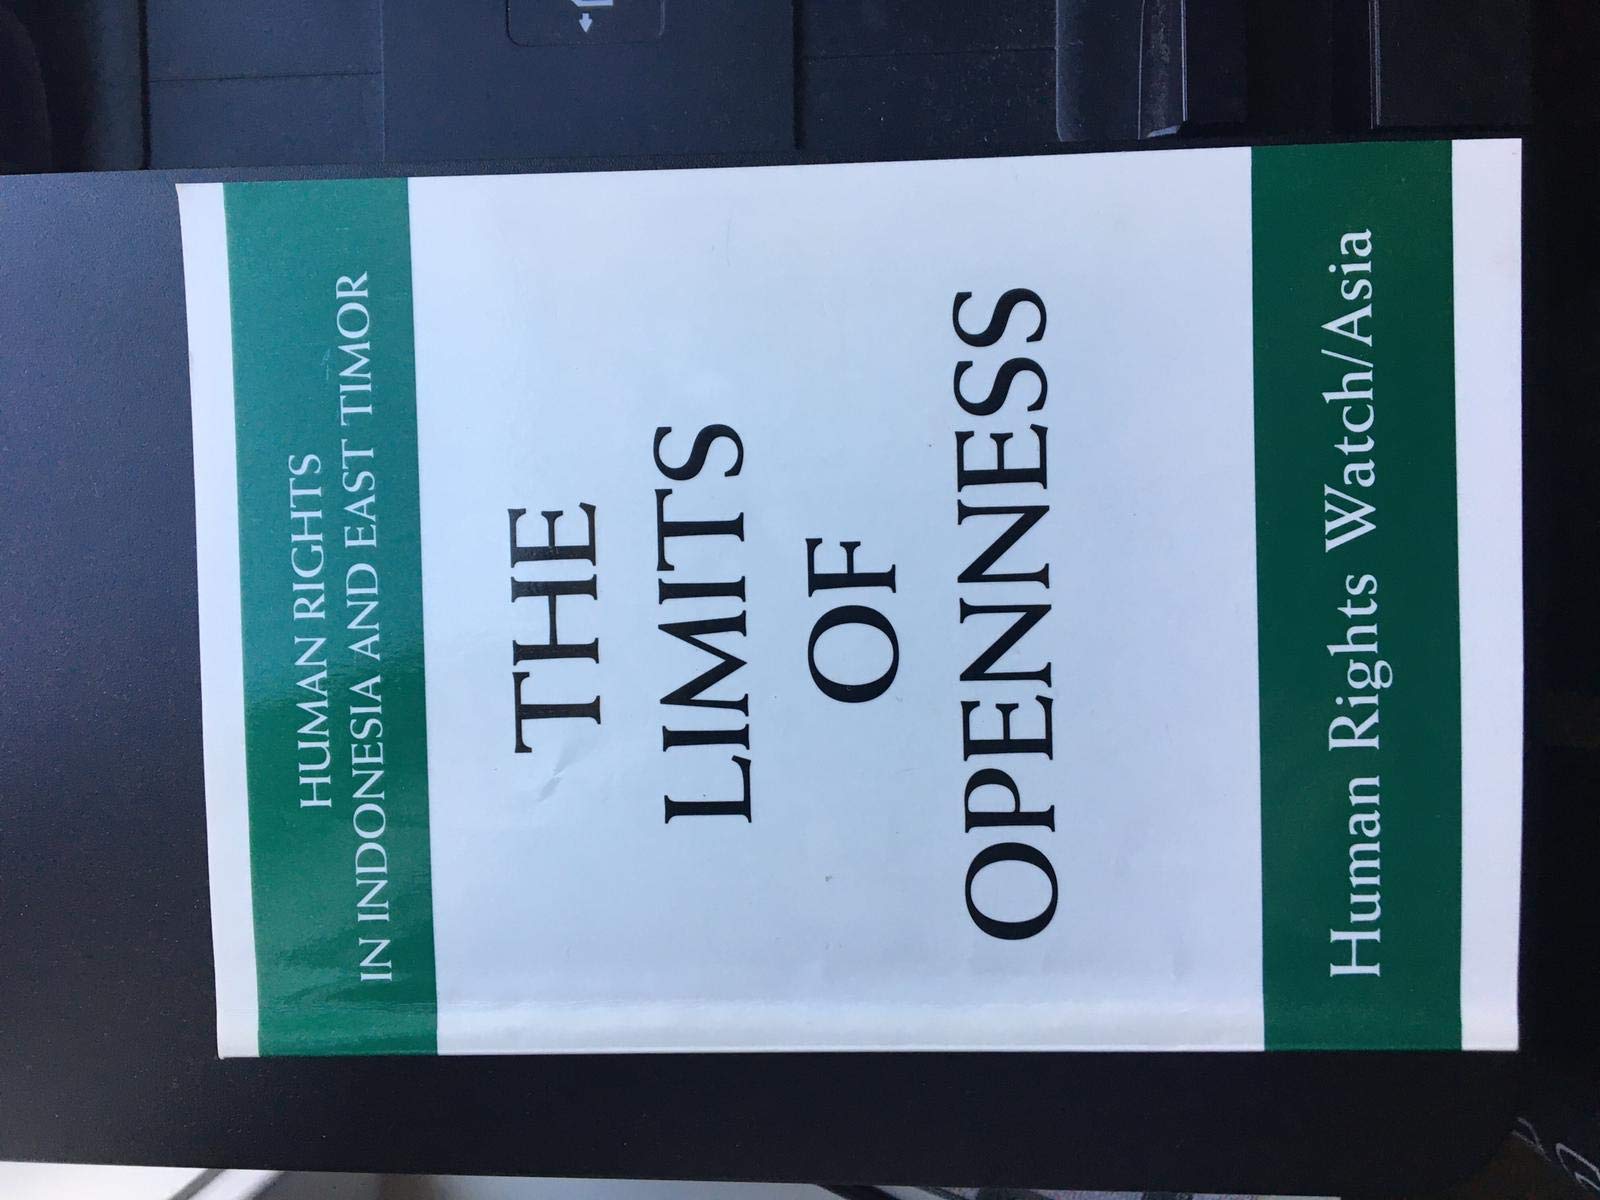 HUMAN RIGHTS
IN INDONESIA AND EAST TIMOR
THE
LIMITS
OF
OPENNESS
Human Rights Watch/Asia